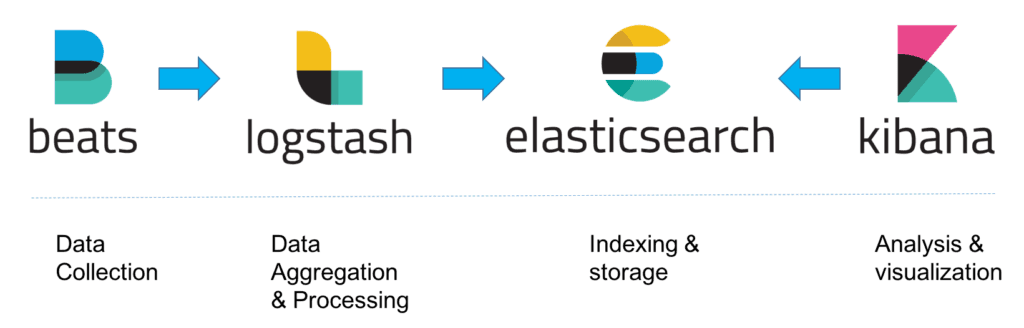 beats
logstash
elasticsearch
kibana
Data
Collection
Data
Aggregation
& Processing
Indexing &
storage
Analysis &
visualization